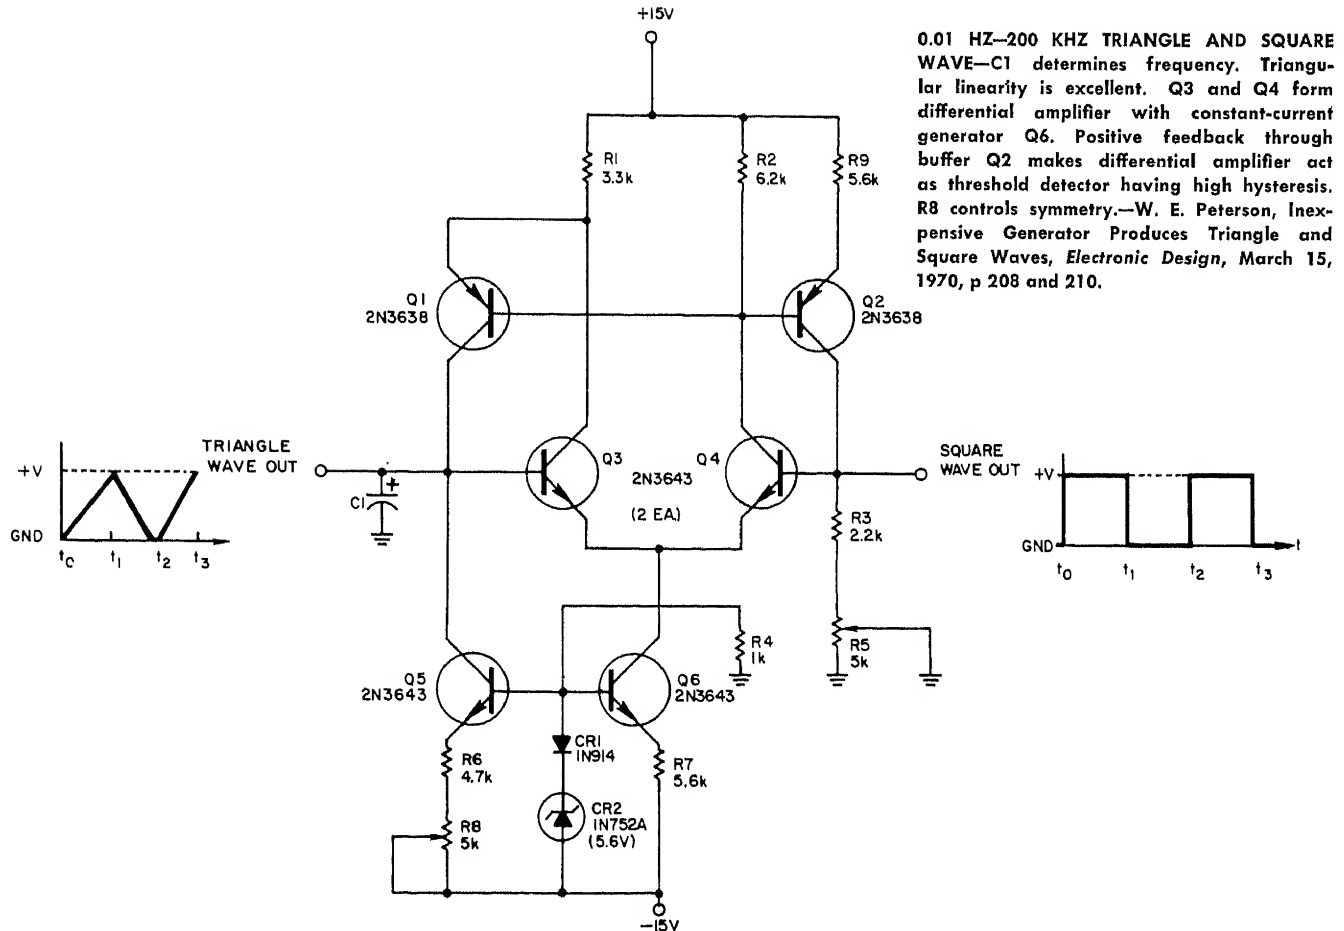 +15V
0.01 HZ—200 KHZ TRIANGLE AND SQUARE
WAVE—C1 determines frequency. Triangu-
lar linearity is excellent. Q3 and Q4 form
differential amplifier with constant-current
generator Q6. Positive feedback through
buffer Q2 makes differential amplifier act
as threshold detector having high hysteresis.
R8 controls symmetry.—W. E. Peterson, Inex-
pensive Generator Produces Triangle and
Square Waves, Electronic Design, March 15,
1970, p 208 and 210.
R1
3.3k
R2
6.2k
R9
5.6k
Q1
2N3638
Q2
2N3638
TRIANGLE
WAVE OUT
+V
GND
t0 t1 t2 t3
C1
+
Q3
2N3643
(2 EA)
Q4
SQUARE
WAVE OUT
+V
GND
t
t0 t1 t2 t3
R3
2.2k
R5
5k
R4
1k
Q5
2N3643
Q6
2N3643
R6
4.7k
CR1
1N914
R7
5.6k
R8
5k
CR2
1N752A
(5.6V)
-15V